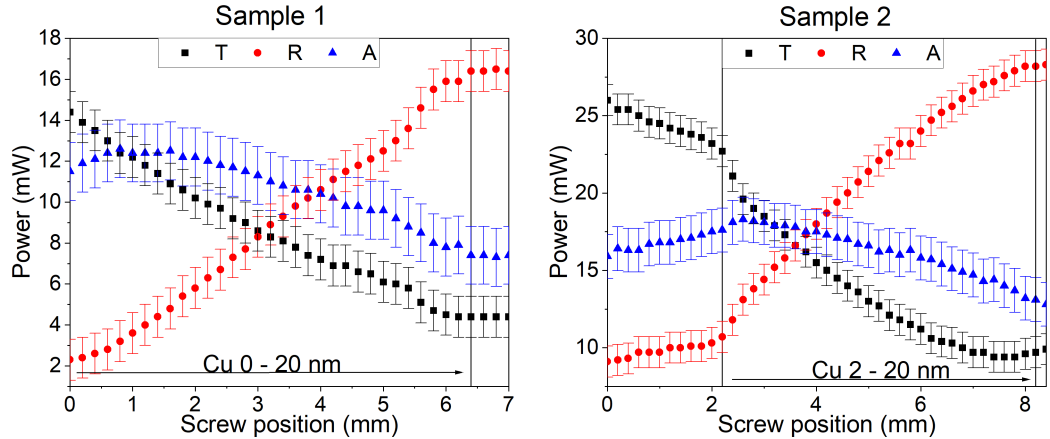 Sample 1
18
16
14
12
10
8
6
4
2
Power (mW)
T R A
Cu 0 - 20 nm
0 1 2 3 4 5 6 7
Screw position (mm)
Sample 2
30
25
20
15
10
Power (mW)
T R A
Cu 2 - 20 nm
0 2 4 6 8
Screw position (mm)